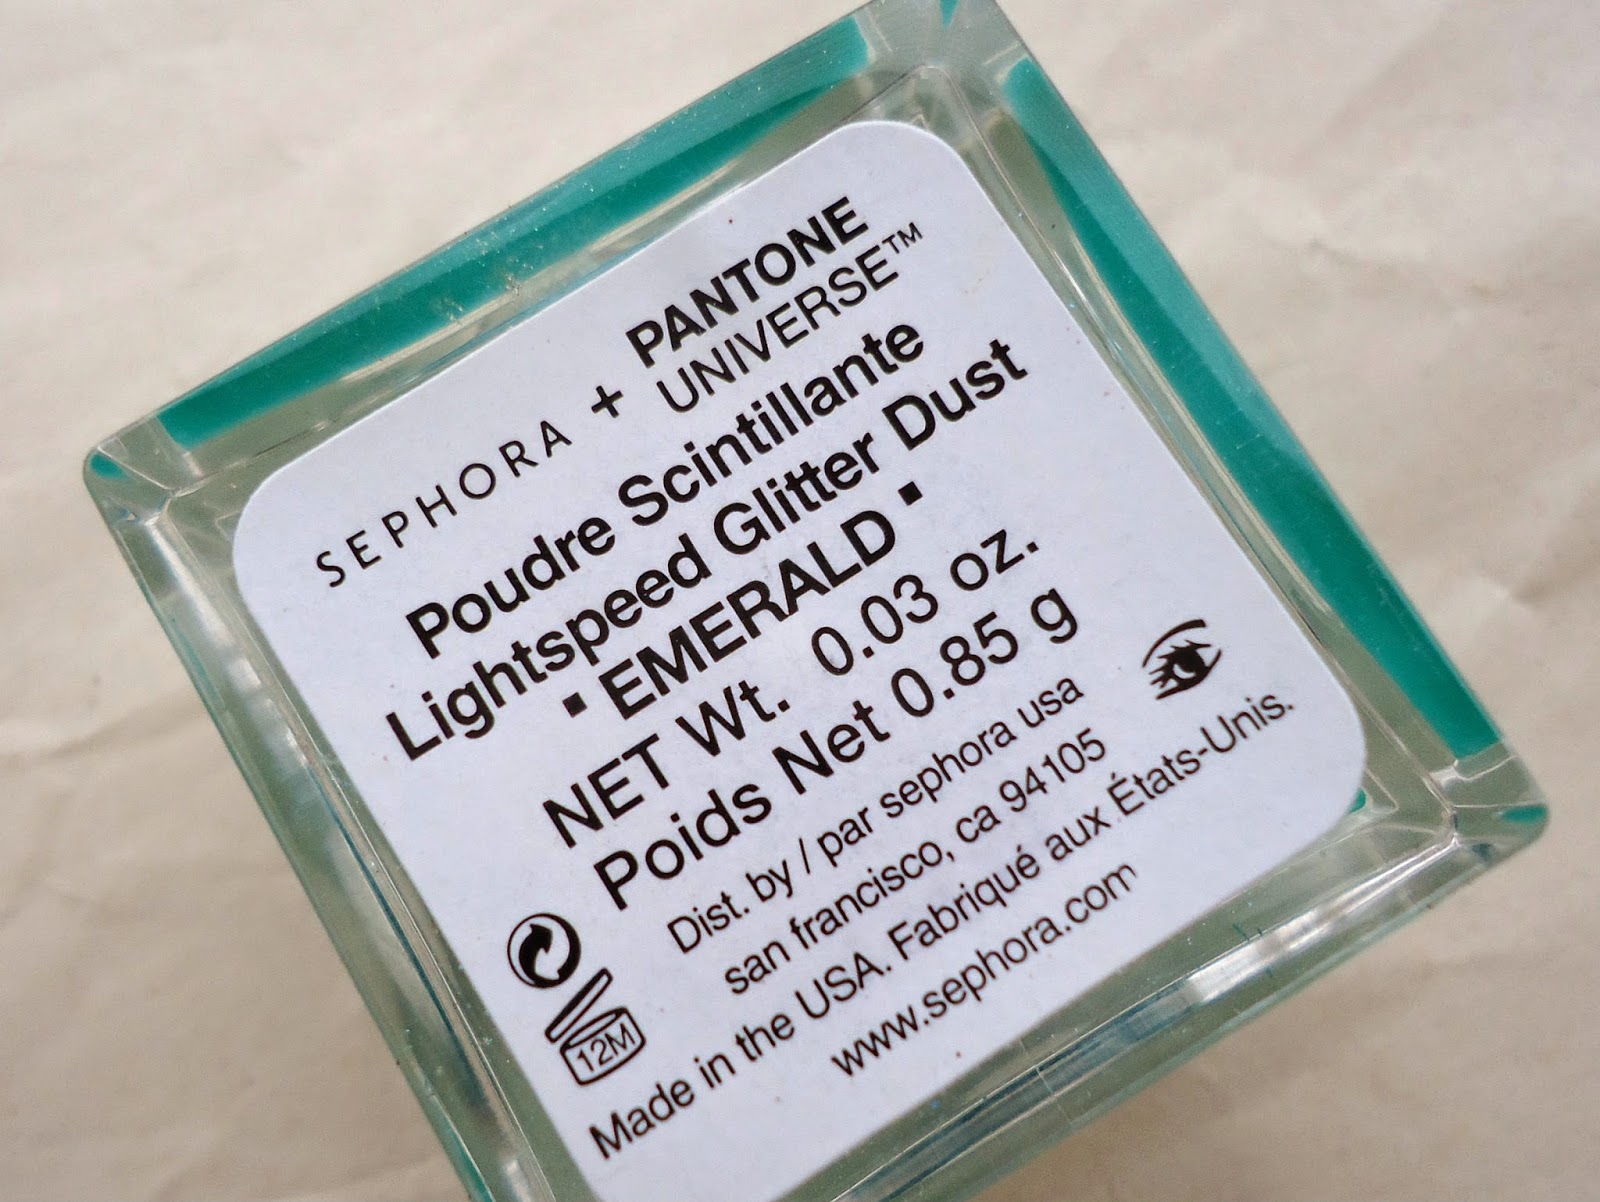 SEPHORA + PANTONE UNIVERSE™
Poudre Scintillante
Lightspeed Glitter Dust
▪ EMERALD ▪
NET Wt. 0.03 oz.
Poids Net 0.85 g
Dist. by / par sephora usa
san francisco, ca 94105
Made in the USA. Fabriqué aux États-Unis.
www.sephora.com
12M